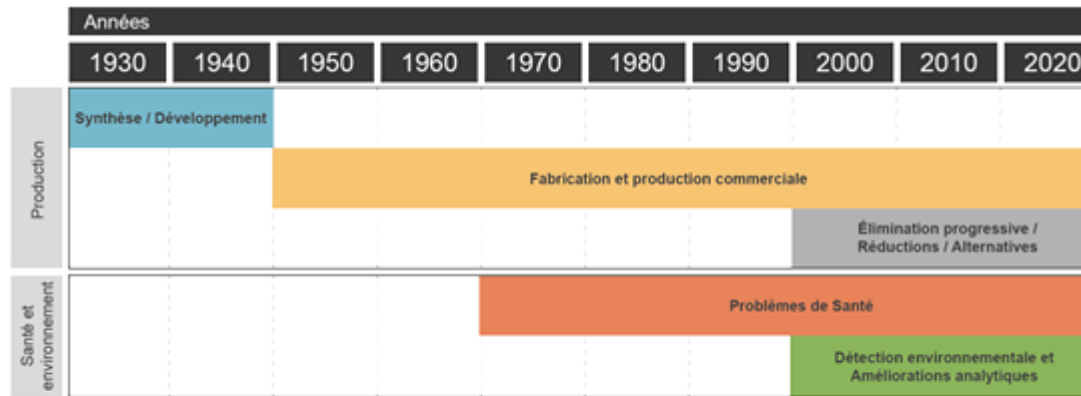 Années
1930 1940 1950 1960 1970 1980 1990 2000 2010 2020
Production
Synthèse / Développement
Fabrication et production commerciale
Élimination progressive /
Réductions / Alternatives
Santé et
environnement
Problèmes de Santé
Détection environnementale et
Améliorations analytiques